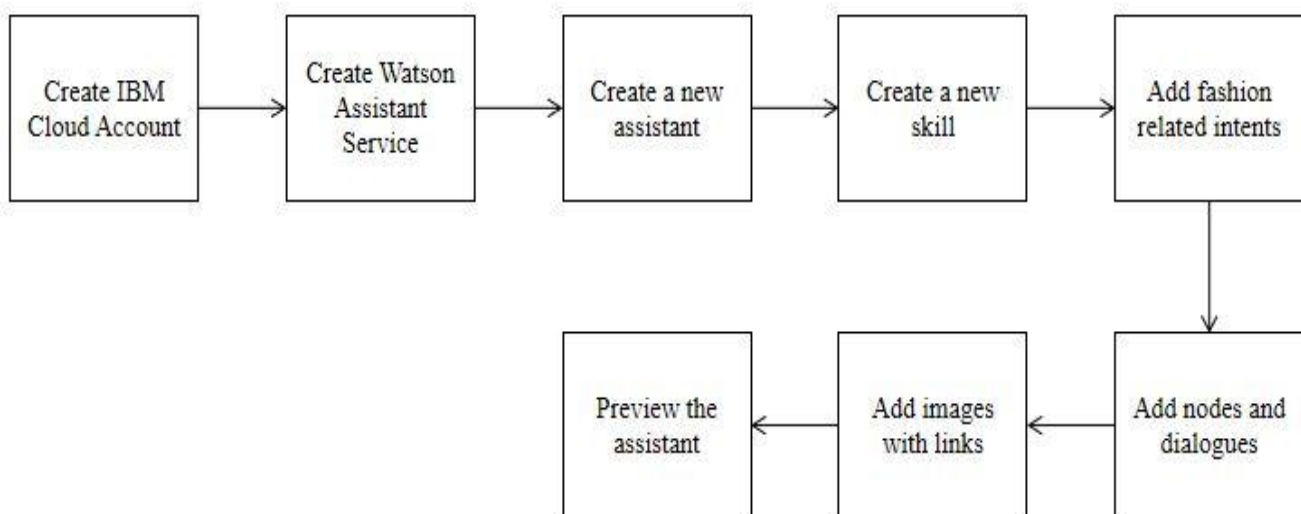 Create IBM
Cloud Account
Create Watson
Assistant
Service
Create a new
assistant
Create a new
skill
Add fashion
related intents
Add nodes and
dialogues
Add images
with links
Preview the
assistant